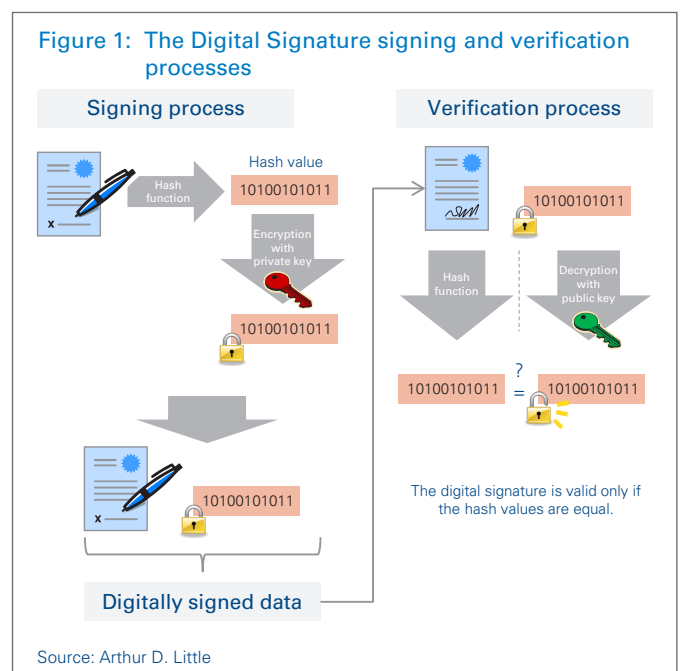 Figure 1: The Digital Signature signing and verification
processes
Signing process
Hash
function
Hash value
10100101011
Encryption
with
private key
10100101011
x
10100101011
x
Digitally signed data
Verification process
10100101011
Hash
function
Decryption
with
public key
10100101011
?
=
10100101011
The digital signature is valid only if
the hash values are equal.
Source: Arthur D. Little